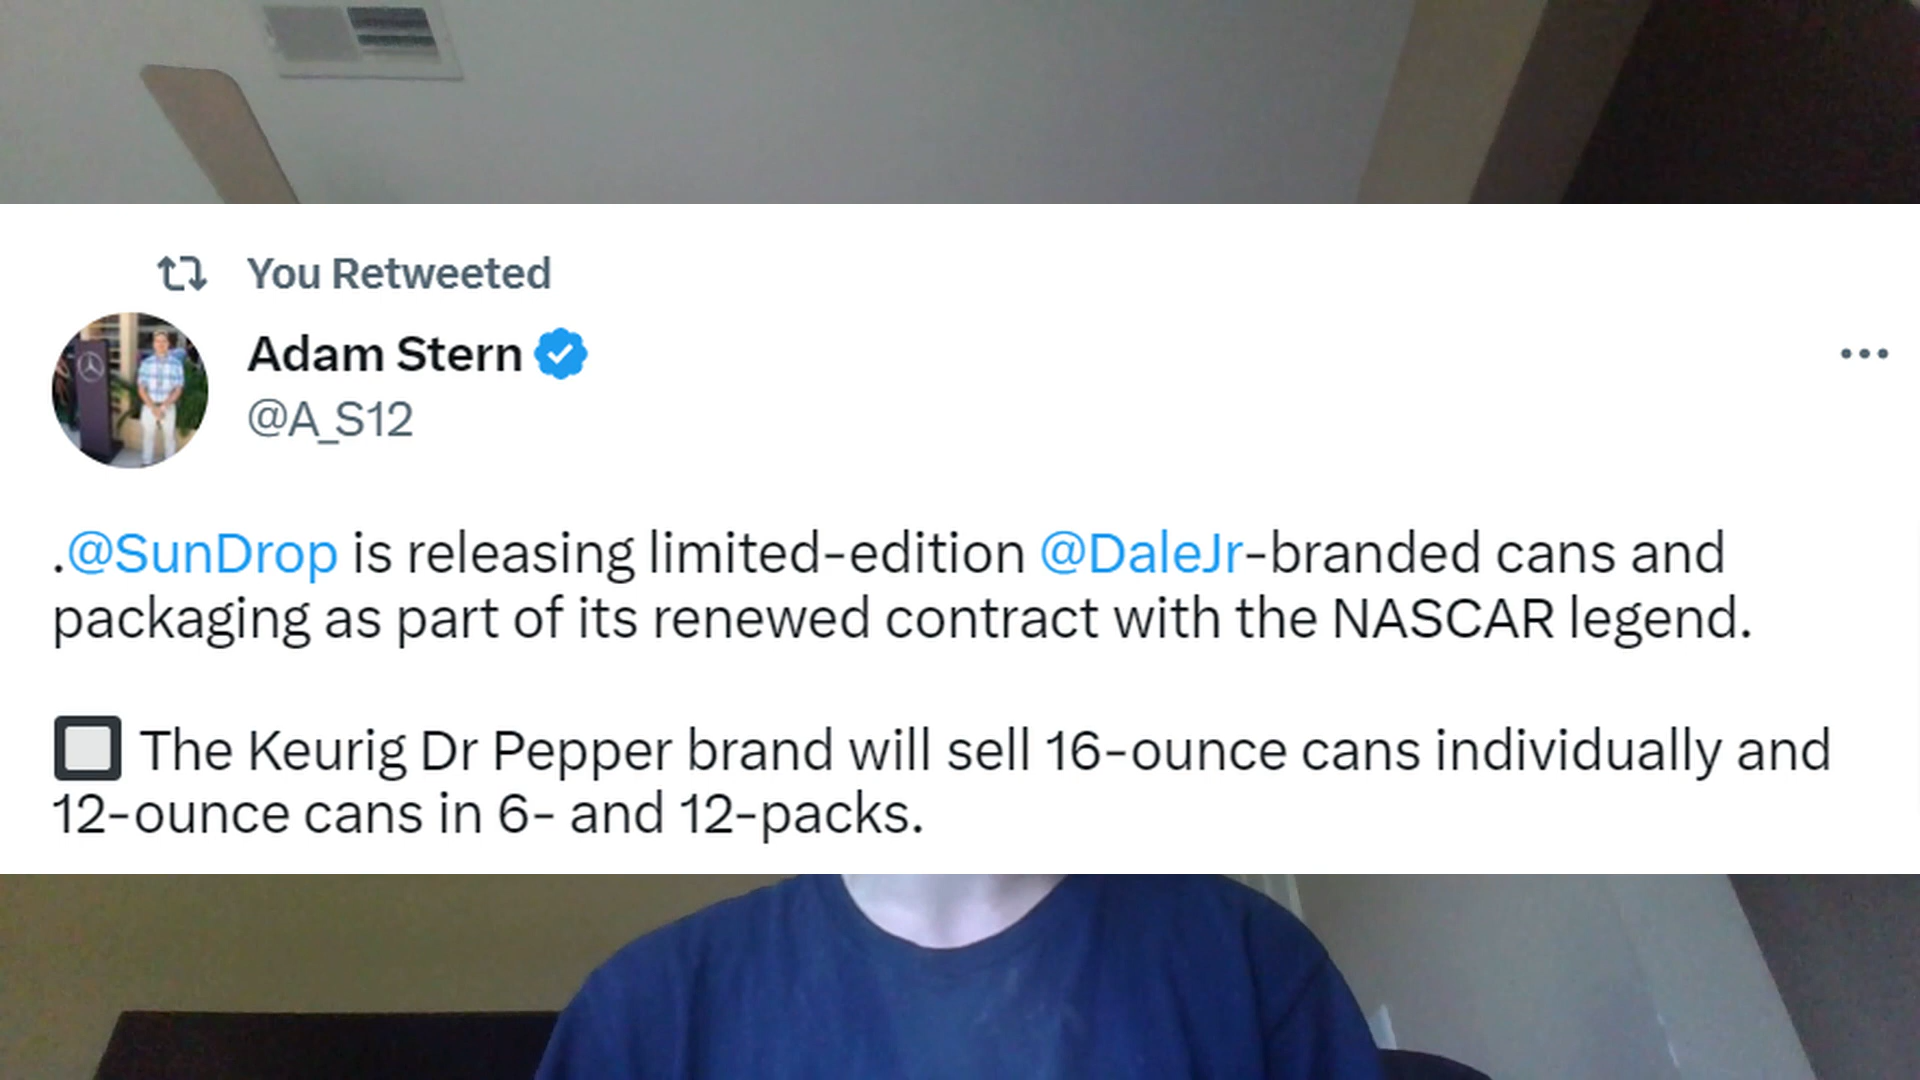 You Retweeted
Adam Stern
@A_S12
.@SunDrop is releasing limited-edition @DaleJr-branded cans and
packaging as part of its renewed contract with the NASCAR legend.
🔲 The Keurig Dr Pepper brand will sell 16-ounce cans individually and
12-ounce cans in 6- and 12-packs.